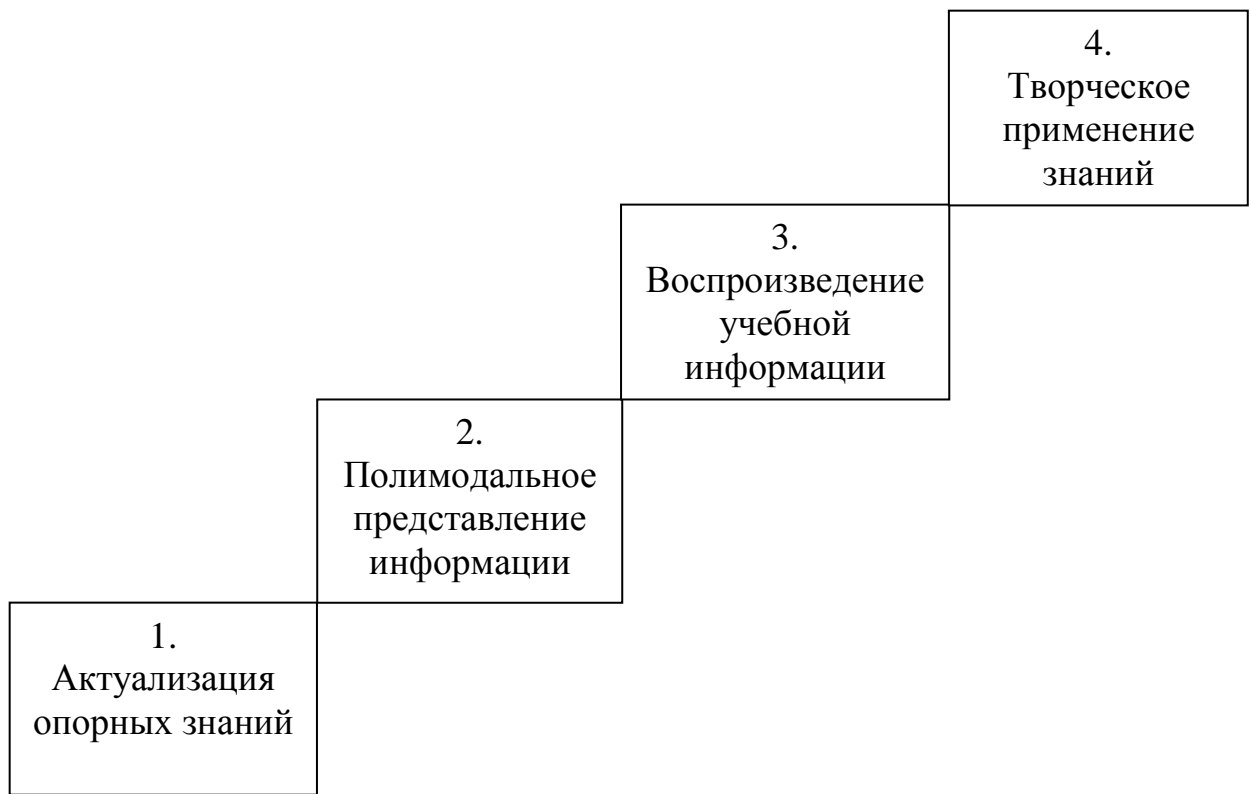 4.
Творческое
применение
знаний
3.
Воспроизведение
учебной
информации
2.
Полимодальное
представление
информации
1.
Актуализация
опорных знаний